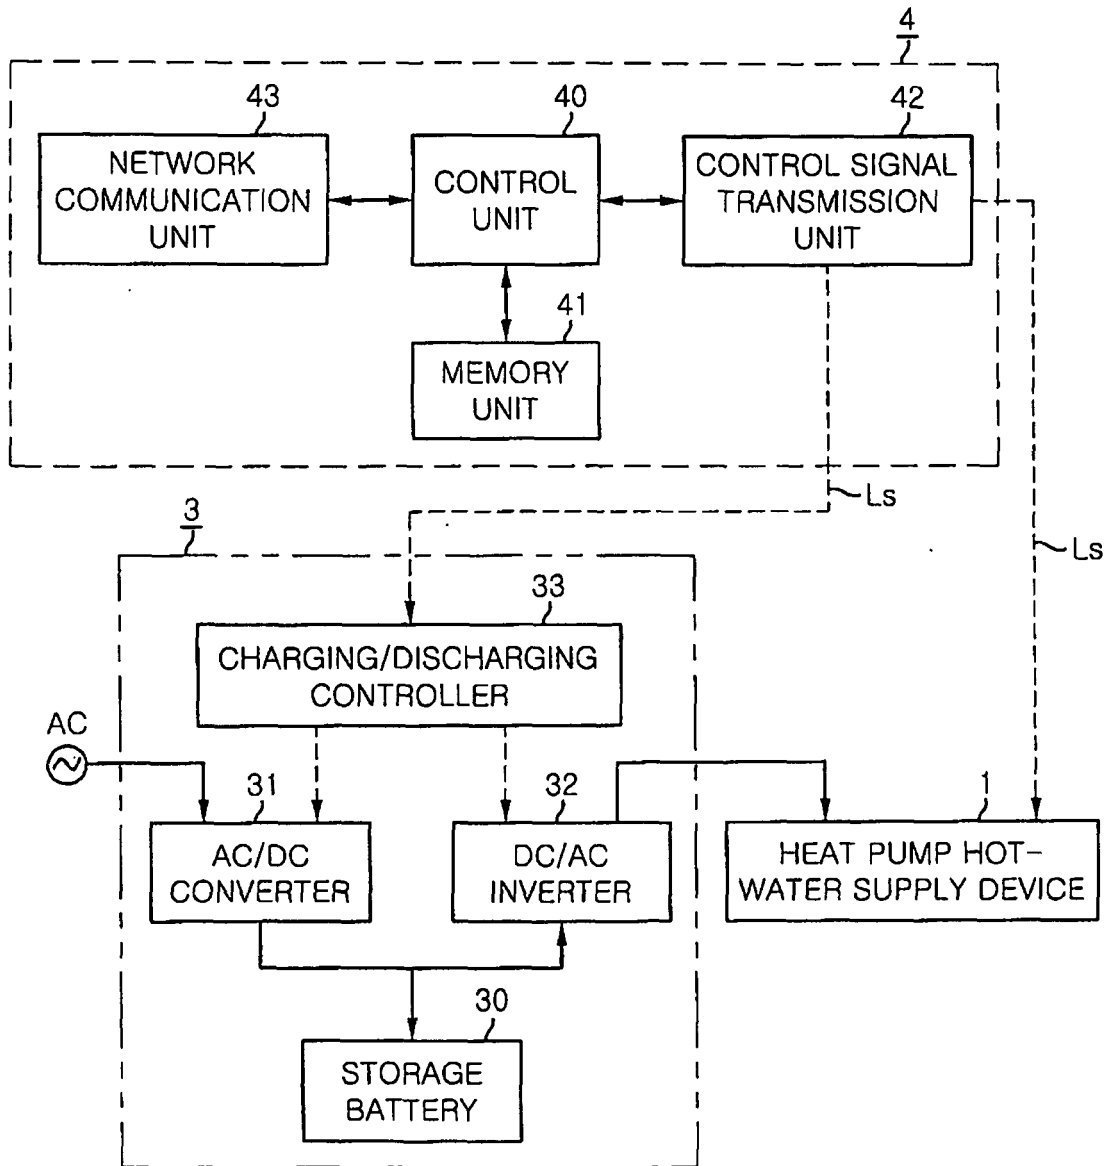 4
43
40
42
NETWORK
COMMUNICATION
UNIT
CONTROL
UNIT
CONTROL SIGNAL
TRANSMISSION
UNIT
41
MEMORY
UNIT
Ls
Ls
3
33
CHARGING/DISCHARGING
CONTROLLER
AC
31
32
1
AC/DC
CONVERTER
DC/AC
INVERTER
HEAT PUMP HOT-
WATER SUPPLY DEVICE
30
STORAGE
BATTERY